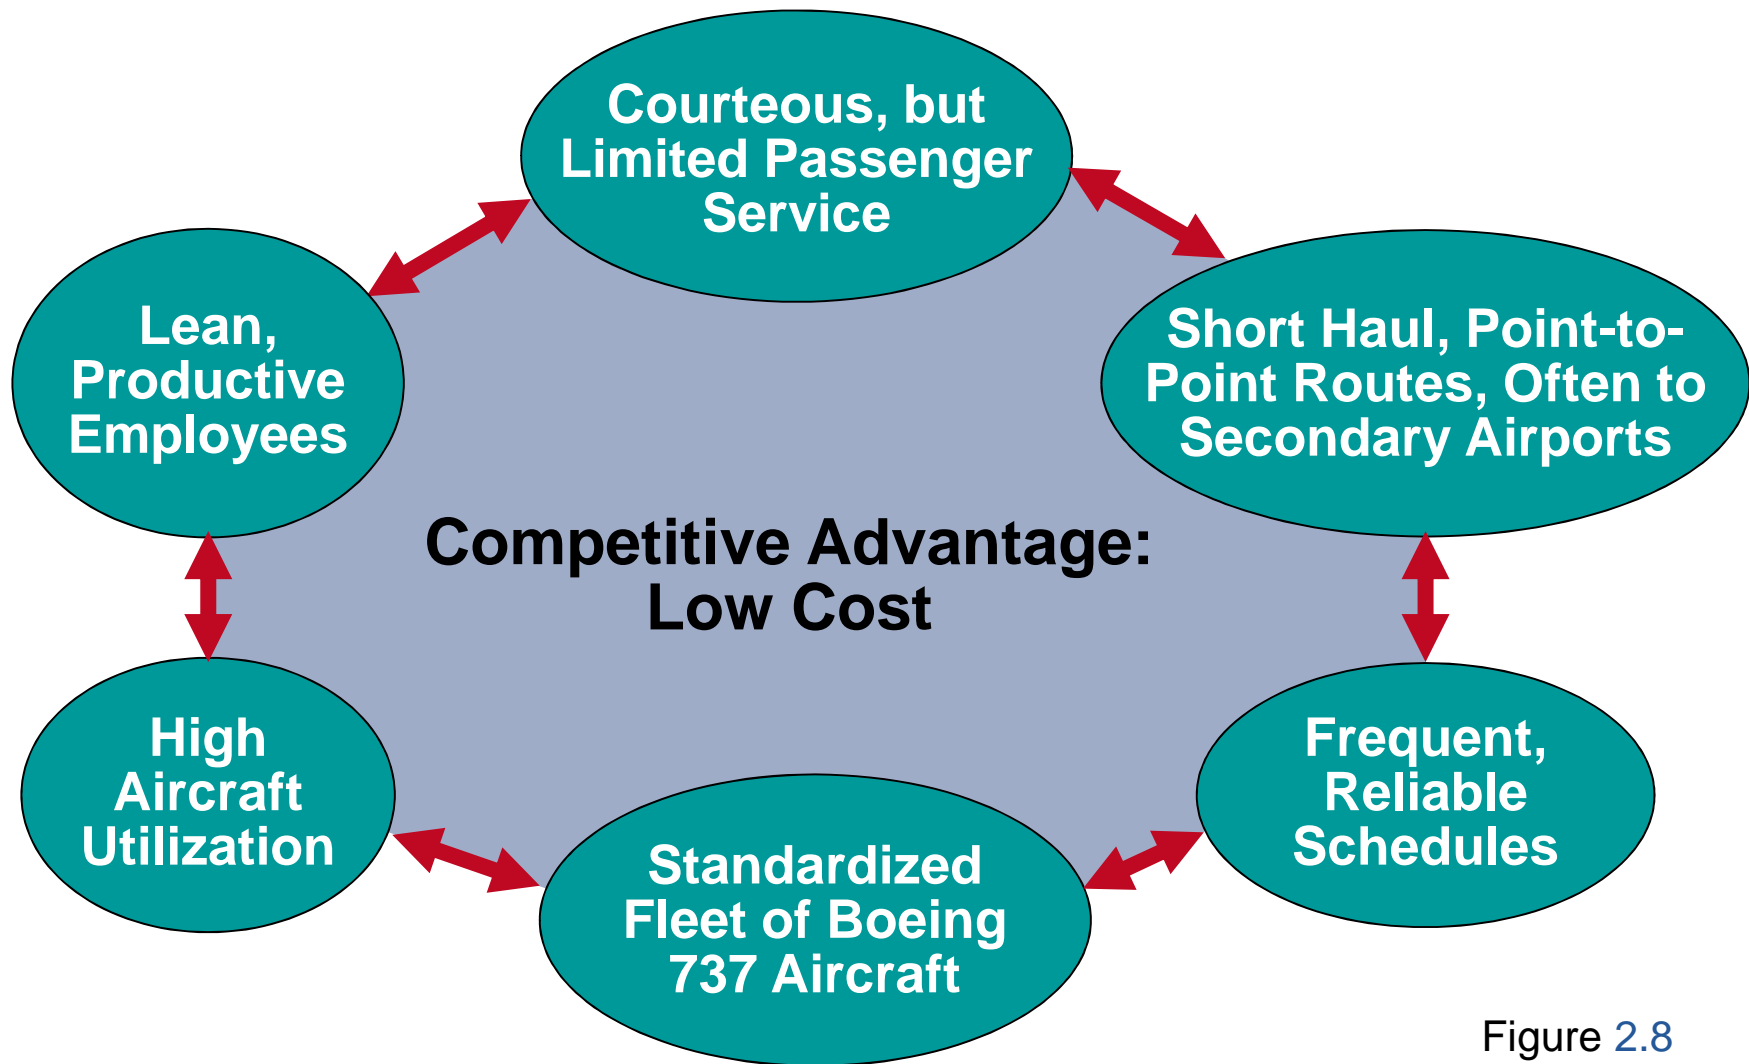 Courteous, but
Limited Passenger
Service
Lean,
Productive
Employees
Short Haul, Point-to-
Point Routes, Often to
Secondary Airports
Competitive Advantage:
Low Cost
High
Aircraft
Utilization
Frequent,
Reliable
Schedules
Standardized
Fleet of Boeing
737 Aircraft
Figure 2.8